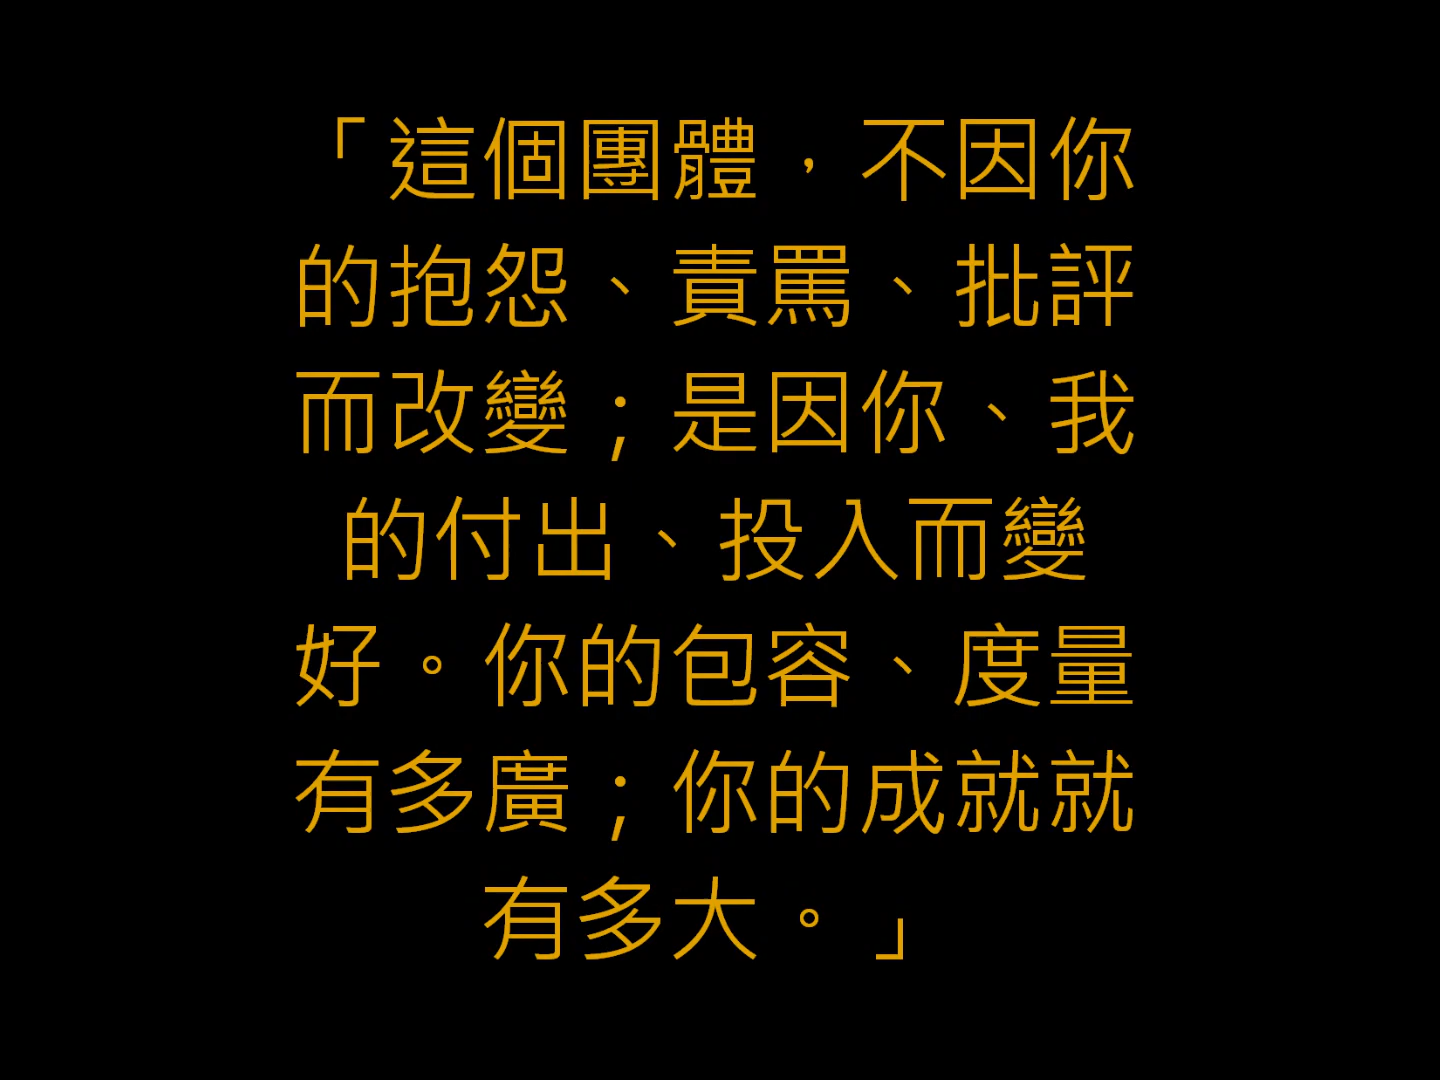 「這個團體，不因你
的抱怨、責罵、批評
而改變；是因你、我
的付出、投入而變
好。你的包容、度量
有多廣；你的成就就
有多大。」